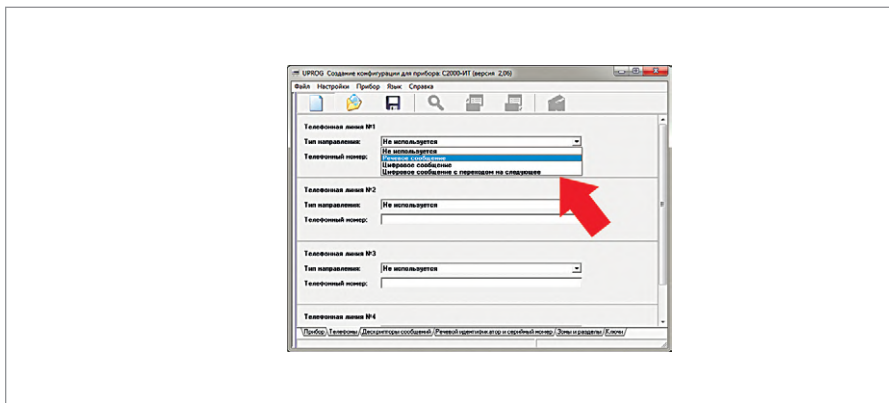 UPROG Создание конфигурации для прибора: С2000-ИТ (версия 2,06)
Файл Настройки Прибор Язык Справка
Телефонная линия №1
Тип направления: Не используется
Не используется
Телефонный номер: Речевое сообщение
Цифровое сообщение
Цифровое сообщение с переходом на следующее
Телефонная линия №2
Тип направления: Не используется
Телефонный номер:
Телефонная линия №3
Тип направления: Не используется
Телефонный номер:
Телефонная линия №4
Прибор Телефоны Дескрипторы сообщений Речевой идентификатор и серийный номер Зоны и разделы Ключи